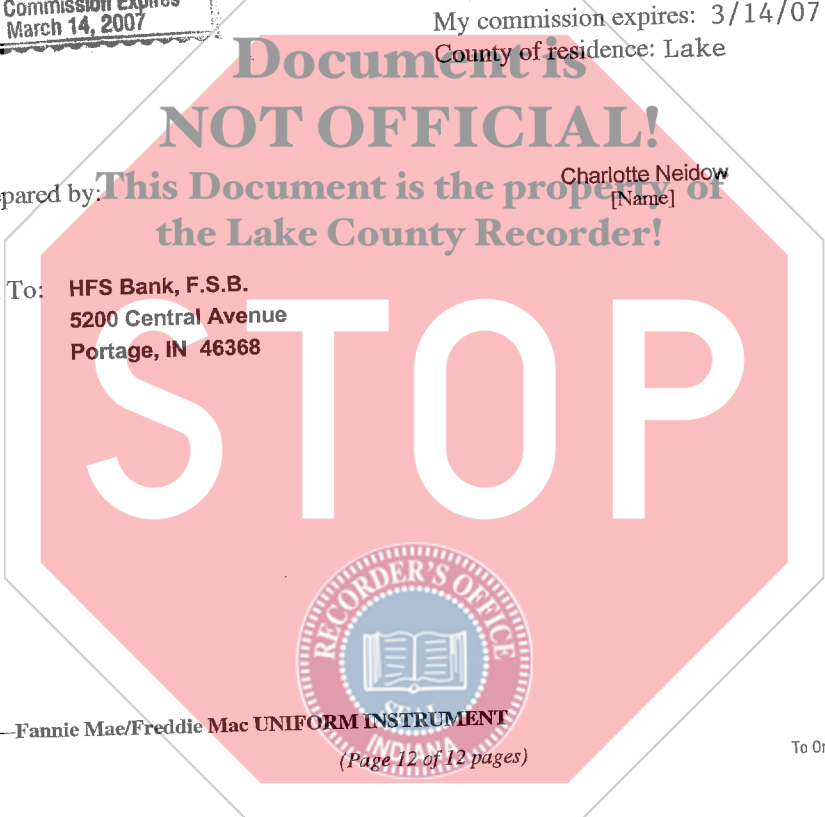 Commission Expires
March 14, 2007
My commission expires: 3/14/07
County of residence: Lake
Document is
NOT OFFICIAL!
Charlotte Neidow
pared by:
[Name]
This Document is the property of
the Lake County Recorder!
To: HFS Bank, F.S.B.
5200 Central Avenue
Portage, IN 46368
STOP
RECORDER'S OFFICE
SEAL
INDIANA
—Fannie Mae/Freddie Mac UNIFORM INSTRUMENT
(Page 12 of 12 pages)
To Or